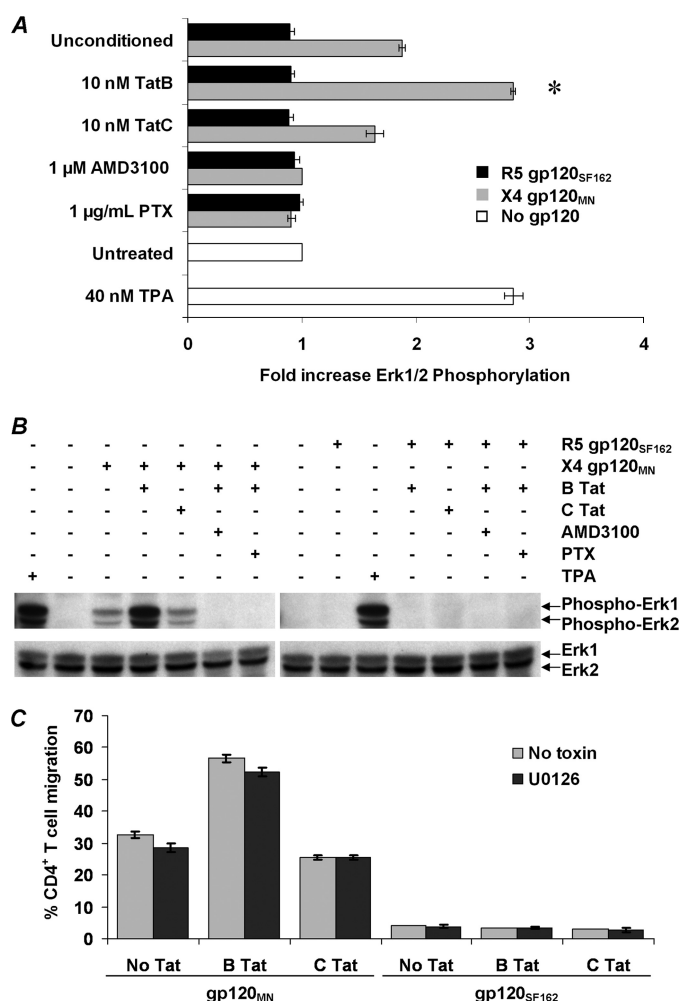 A
Unconditioned
10 nM TatB
*
10 nM TatC
1 µM AMD3100
1 µg/mL PTX
Untreated
40 nM TPA
R5 gp120SF162
X4 gp120MN
No gp120
0 1 2 3 4
Fold increase Erk1/2 Phosphorylation
B
- - - - - - - - + - + + + + R5 gp120SF162
- - + + + + + - - - - - - - X4 gp120MN
- - - + - + + - - - + - + + B Tat
- - - - + - - - - - - + - - C Tat
- - - - - + - - - - - - + - AMD3100
- - - - - - + - - - - - - + PTX
+ - - - - - - - - + - - - - TPA
Phospho-Erk1
Phospho-Erk2
Erk1
Erk2
C
% CD4+ T cell migration
70
60
50
40
30
20
10
0
No toxin
U0126
No Tat B Tat C Tat No Tat B Tat C Tat
gp120MN gp120SF162